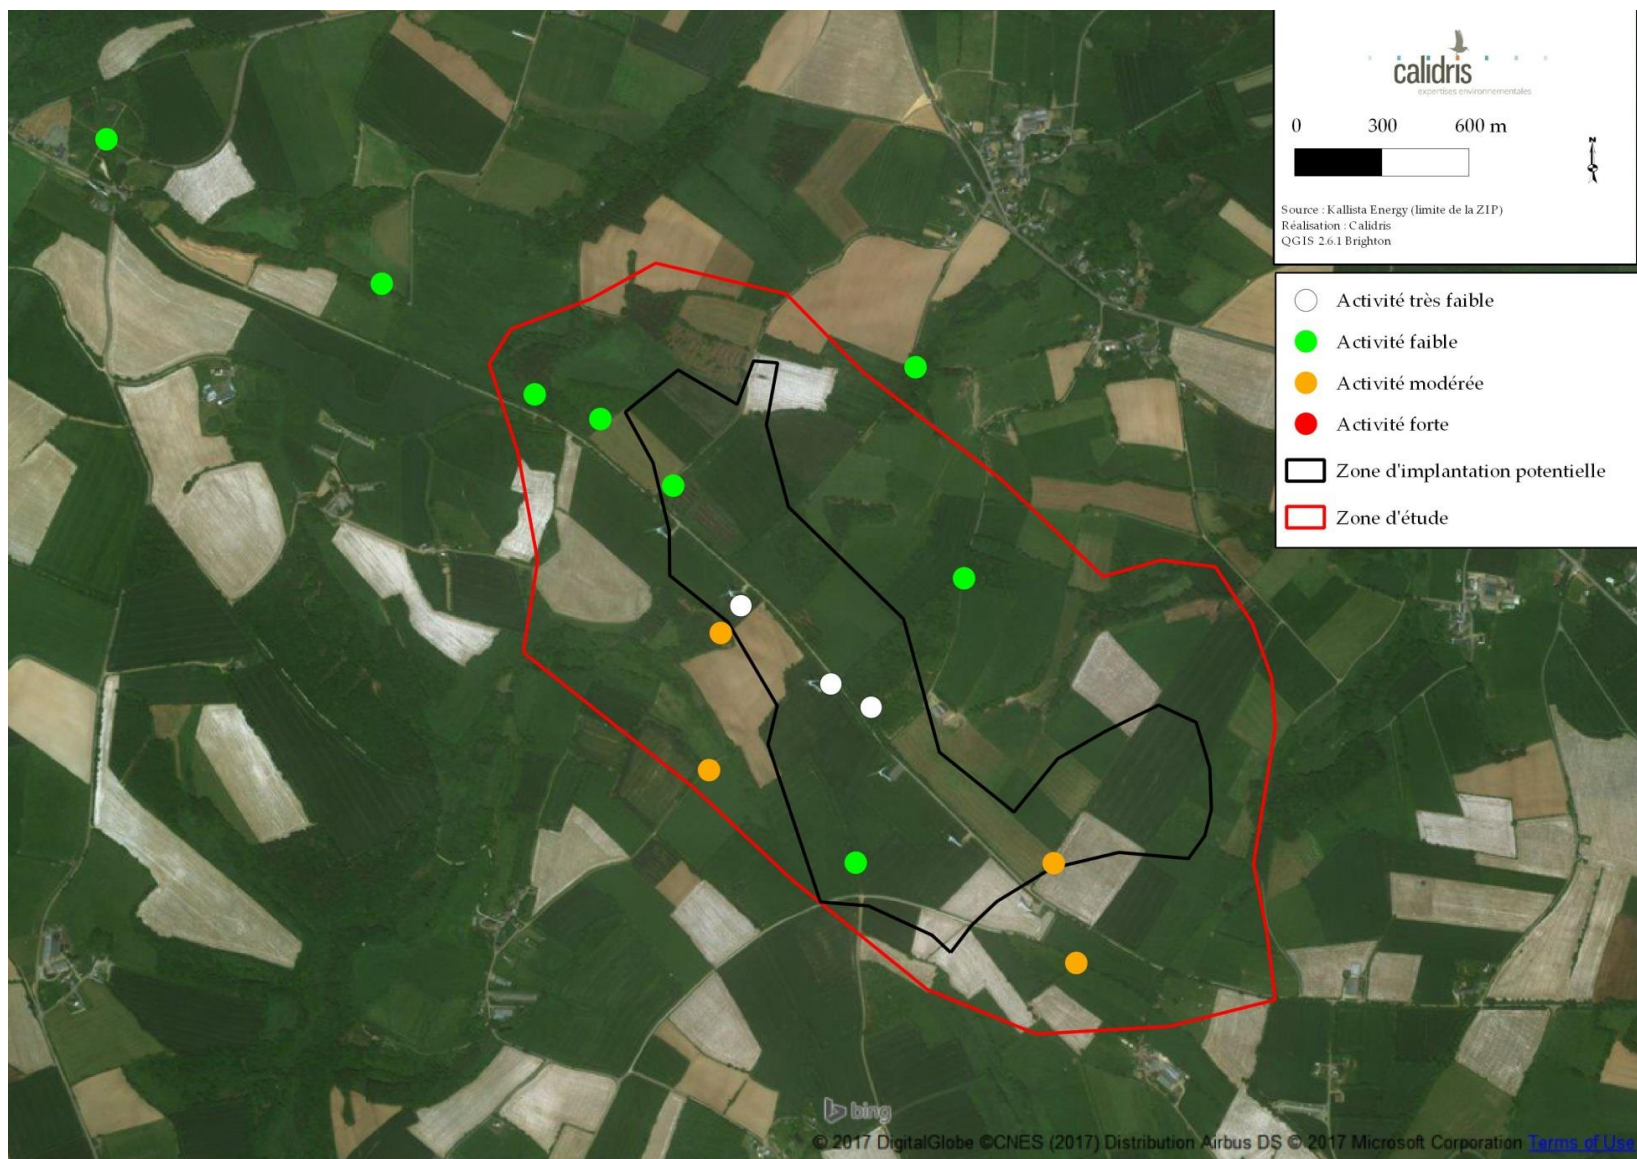 calidris
expertises environnementales
0 300 600 m
N
Source : Kallista Energy (limite de la ZIP)
Réalisation : Calidris
QGIS 2.6.1 Brighton
Activité très faible
Activité faible
Activité modérée
Activité forte
Zone d'implantation potentielle
Zone d'étude
bing
© 2017 DigitalGlobe ©CNES (2017) Distribution Airbus DS © 2017 Microsoft Corporation Terms of Use